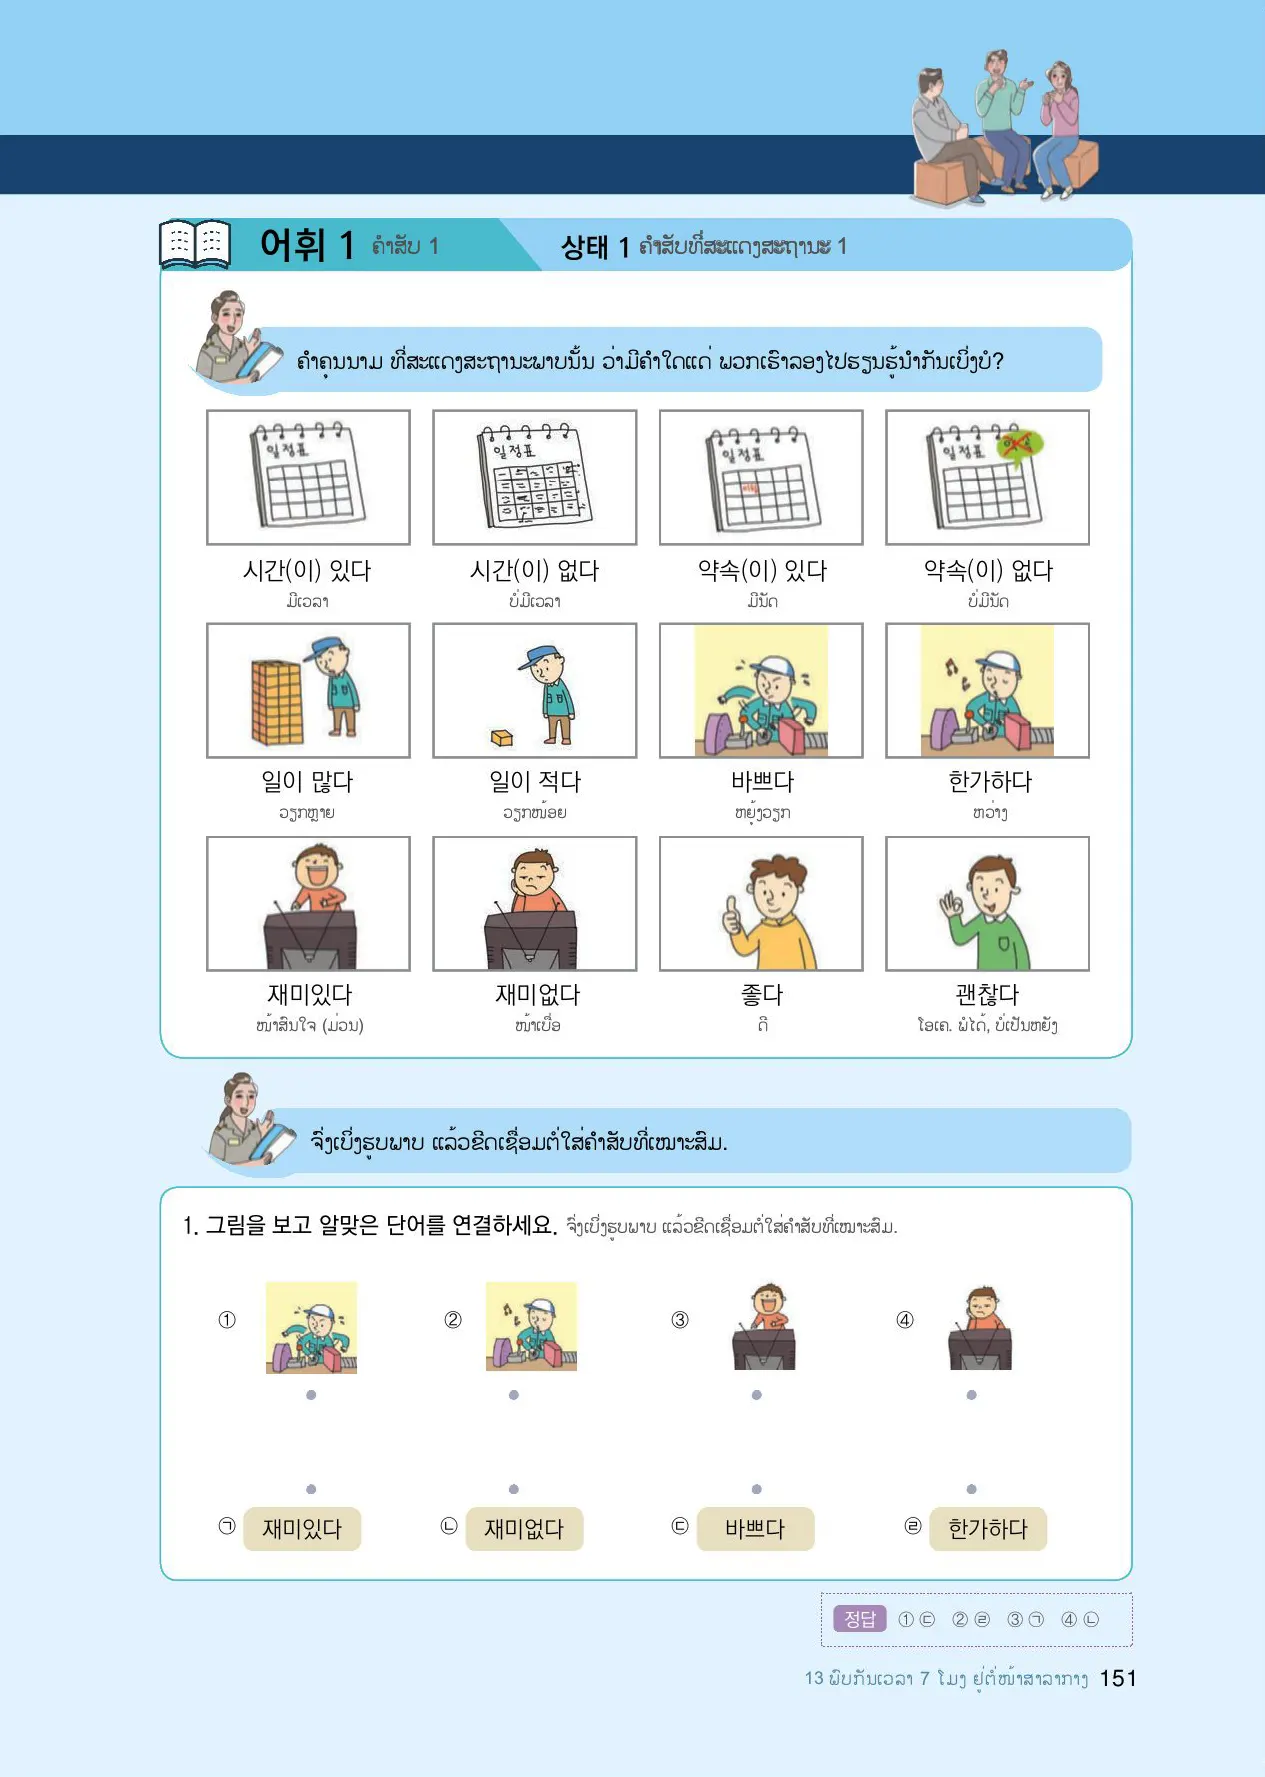 어휘 1 ຄຳສັບ 1 상태 1 ຄຳສັບທີ່ສະແດງສະຖານະ 1
ຄຳຄຸນນາມ ທີ່ສະແດງສະຖານະພາບນັ້ນ ວ່າມີຄຳໃດແດ່ ພວກເຮົາລອງໄປຮຽນຮູ້ນຳກັນເບິ່ງບໍ?
일정표 일정표 일정표 일정표
시간(이) 있다 시간(이) 없다 약속(이) 있다 약속(이) 없다
ມີເວລາ ບໍ່ມີເວລາ ມີນັດ ບໍ່ມີນັດ
일이 많다 일이 적다 바쁘다 한가하다
ວຽກຫຼາຍ ວຽກໜ້ອຍ ຫຍຸ້ງວຽກ ຫວ່າງ
재미있다 재미없다 좋다 괜찮다
ໜ້າສົນໃຈ (ມ່ວນ) ໜ້າເບື່ອ ດີ ໂອເຄ. ພໍໄດ້, ບໍ່ເປັນຫຍັງ
ຈົ່ງເບິ່ງຮູບພາບ ແລ້ວຂີດເຊື່ອມຕໍ່ໃສ່ຄຳສັບທີ່ເໝາະສົມ.
1. 그림을 보고 알맞은 단어를 연결하세요. ຈົ່ງເບິ່ງຮູບພາບ ແລ້ວຂີດເຊື່ອມຕໍ່ໃສ່ຄຳສັບທີ່ເໝາະສົມ.
① ② ③ ④
㉠ 재미있다 ㉡ 재미없다 ㉢ 바쁘다 ㉣ 한가하다
정답 ①㉢ ②㉣ ③㉠ ④㉡
13 ພົບກັນເວລາ 7 ໂມງ ຢູ່ຕໍ່ໜ້າສາລາກາງ 151